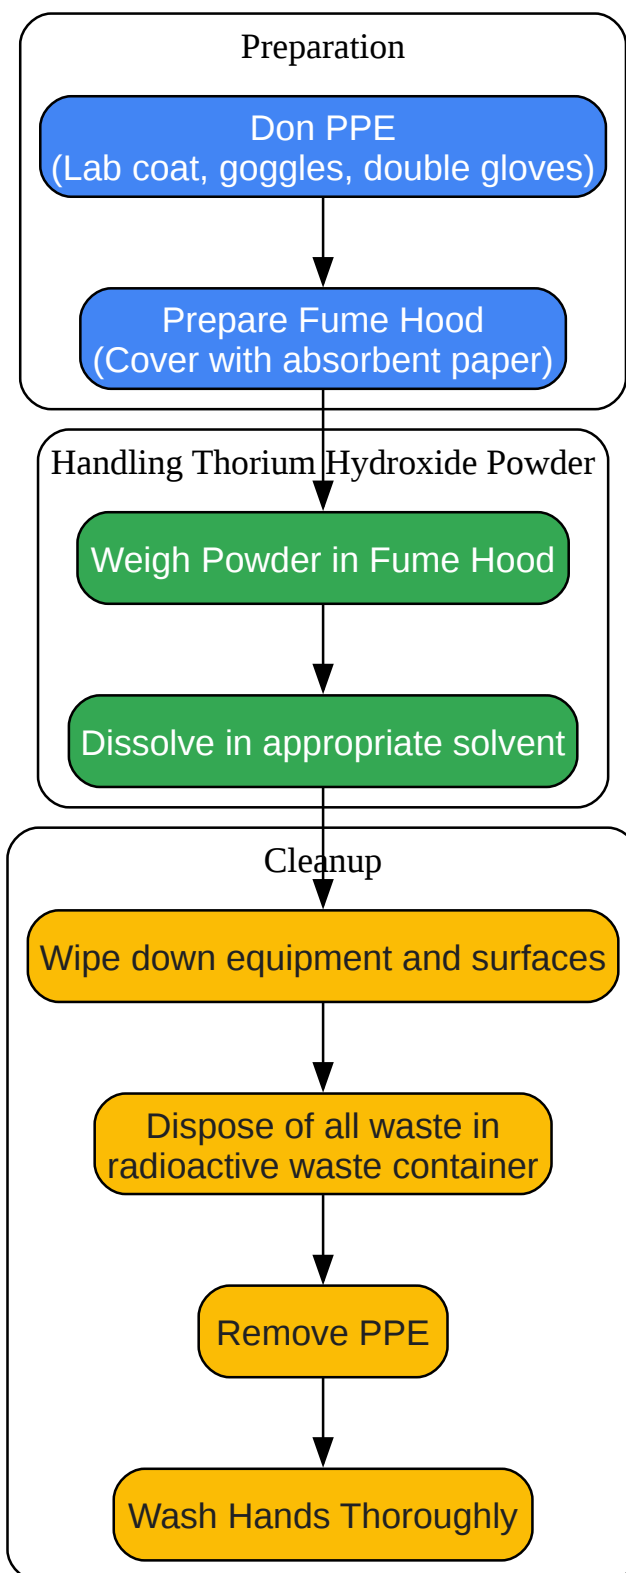 Preparation
Don PPE
(Lab coat, goggles, double gloves)
Prepare Fume Hood
(Cover with absorbent paper)
Handling Thorium Hydroxide Powder
Weigh Powder in Fume Hood
Dissolve in appropriate solvent
Cleanup
Wipe down equipment and surfaces
Dispose of all waste in
radioactive waste container
Remove PPE
Wash Hands Thoroughly